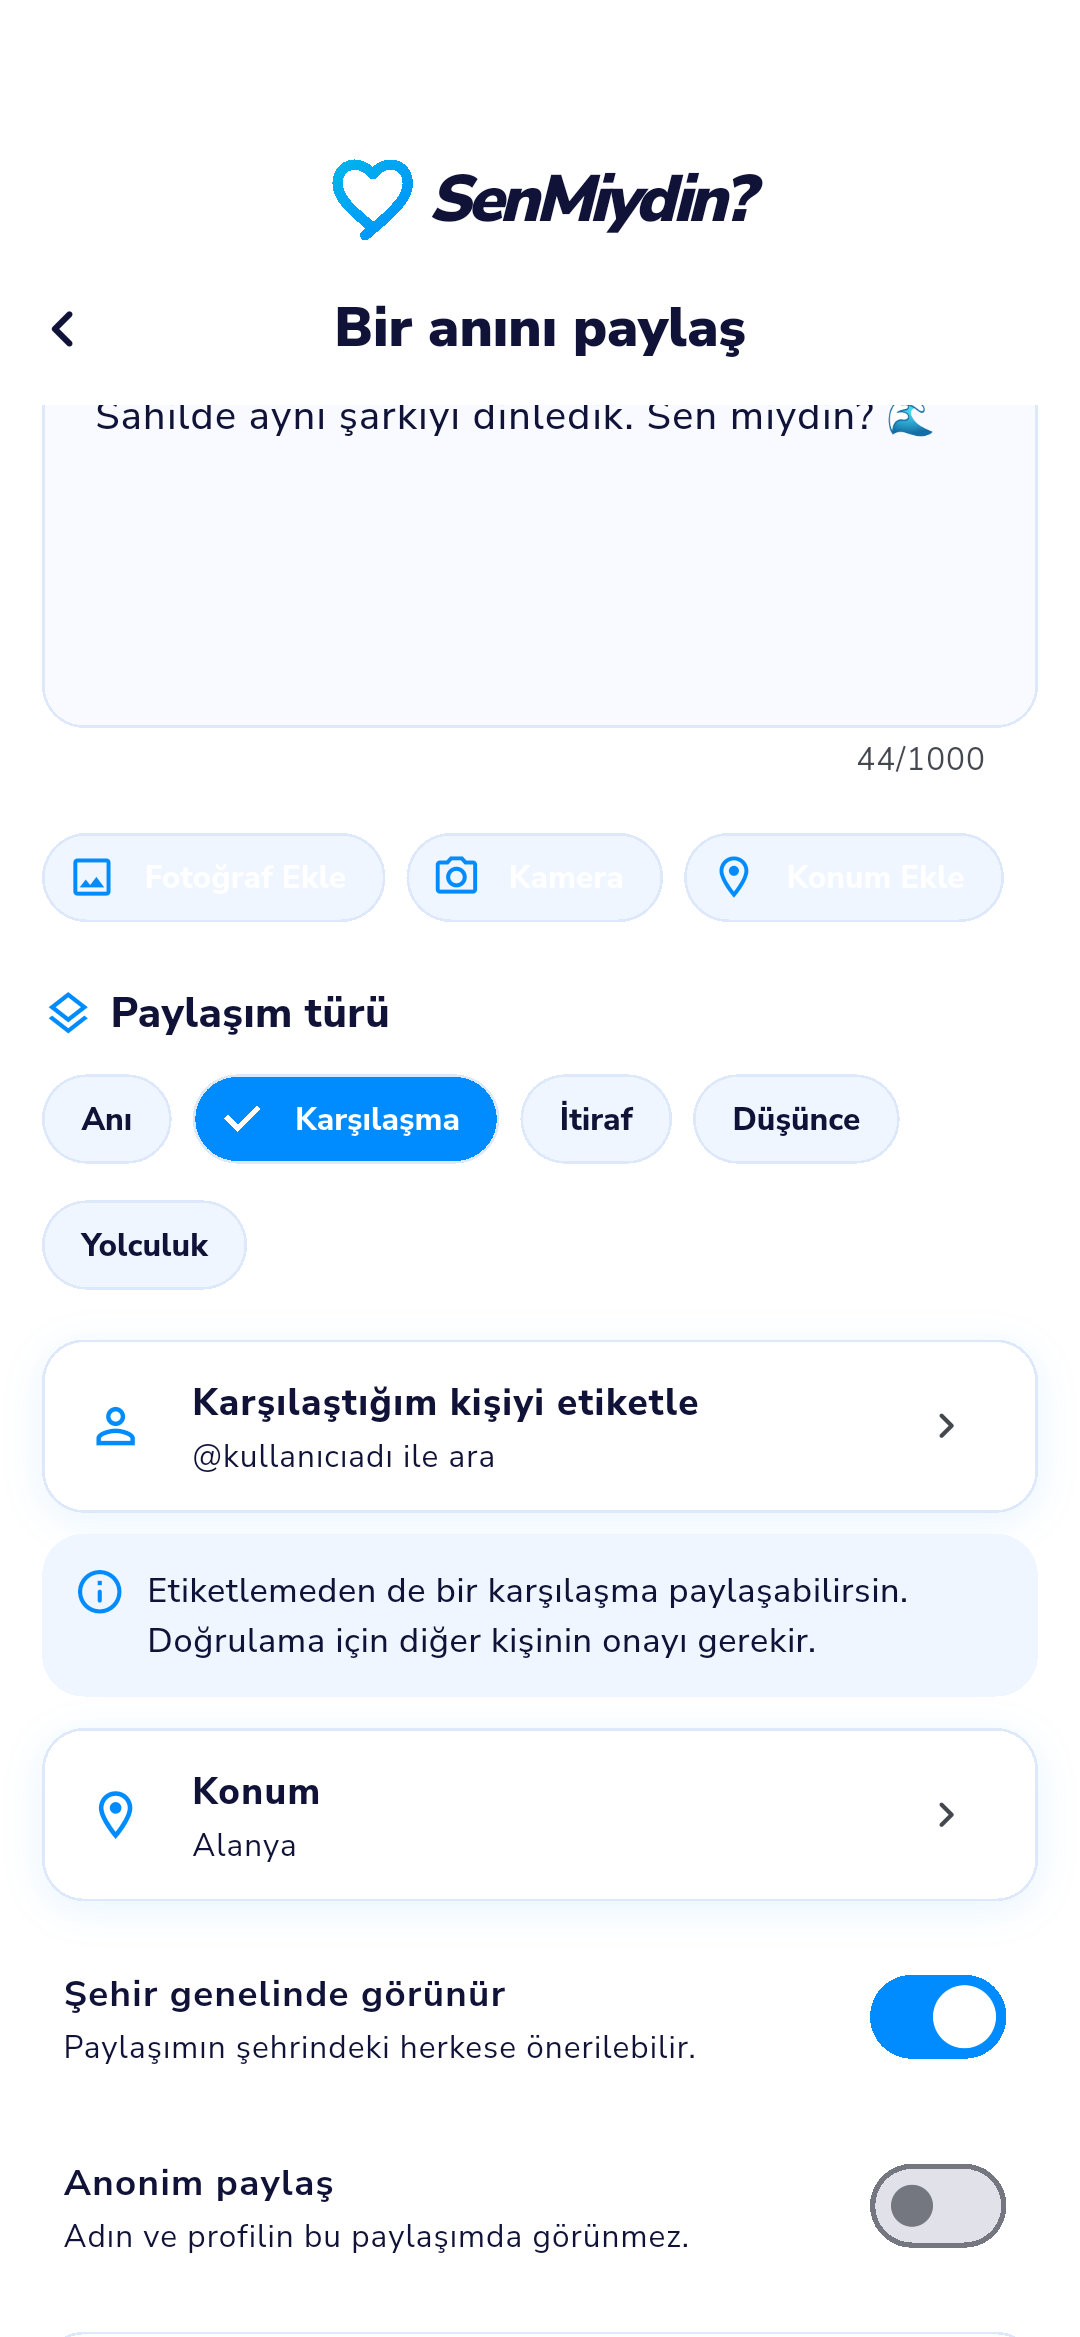 SenMiydin?
Bir anını paylaş
Sahilde aynı şarkıyı dinledik. Sen miydin? 🌊
44/1000
Fotoğraf Ekle
Kamera
Konum Ekle
Paylaşım türü
Anı
Karşılaşma
İtiraf
Düşünce
Yolculuk
Karşılaştığım kişiyi etiketle
@kullanıcıadı ile ara
Etiketlemeden de bir karşılaşma paylaşabilirsin.
Doğrulama için diğer kişinin onayı gerekir.
Konum
Alanya
Şehir genelinde görünür
Paylaşımın şehrindeki herkese önerilebilir.
Anonim paylaş
Adın ve profilin bu paylaşımda görünmez.